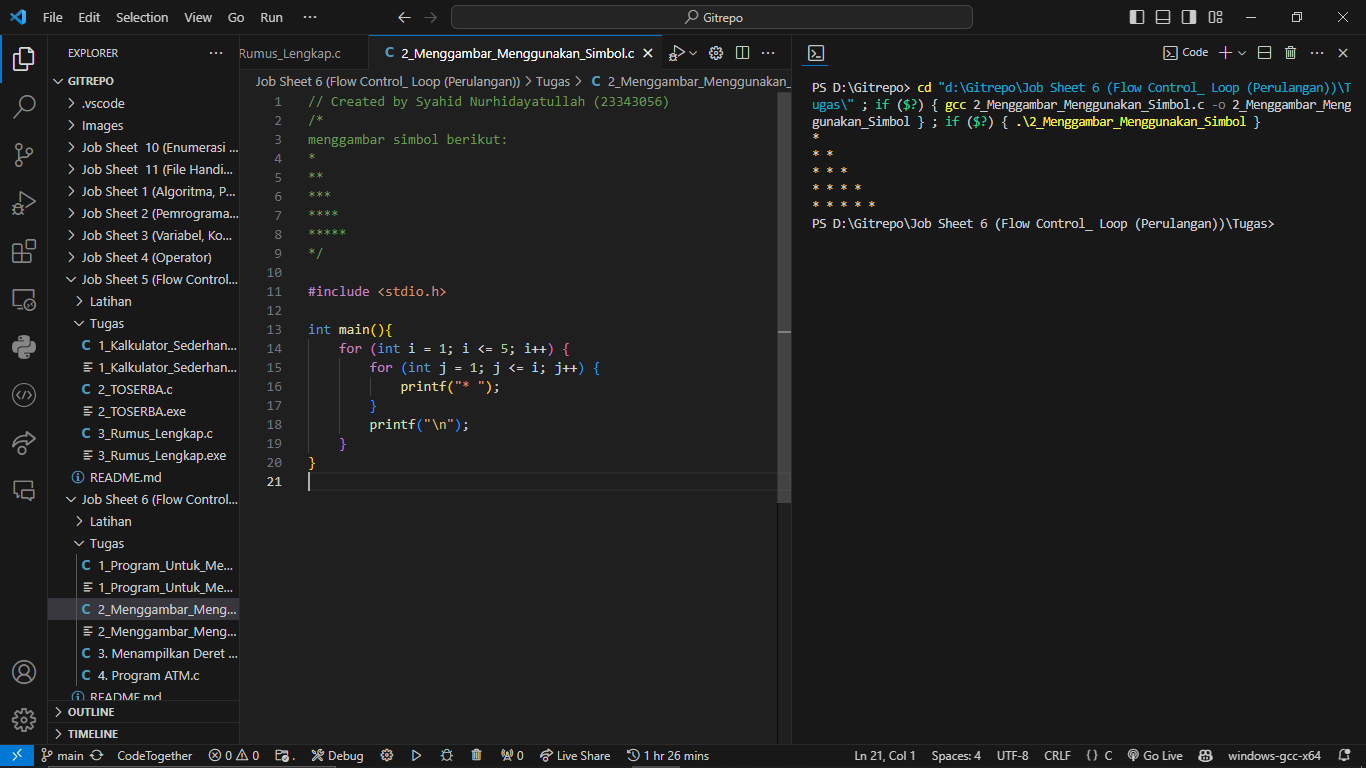 File Edit Selection View Go Run ··· Gitrepo
EXPLORER ···
GITREPO
.vscode
Images
Job Sheet  10 (Enumerasi ...
Job Sheet  11 (File Handi...
Job Sheet 1 (Algoritma, P...
Job Sheet 2 (Pemrograma...
Job Sheet 3 (Variabel, Ko...
Job Sheet 4 (Operator)
Job Sheet 5 (Flow Control...
Latihan
Tugas
C 1_Kalkulator_Sederhan...
1_Kalkulator_Sederhan...
C 2_TOSERBA.c
2_TOSERBA.exe
C 3_Rumus_Lengkap.c
3_Rumus_Lengkap.exe
README.md
Job Sheet 6 (Flow Control...
Latihan
Tugas
C 1_Program_Untuk_Me...
1_Program_Untuk_Me...
C 2_Menggambar_Meng...
2_Menggambar_Meng...
C 3. Menampilkan Deret ...
C 4. Program ATM.c
README.md
OUTLINE
TIMELINE
Rumus_Lengkap.c C 2_Menggambar_Menggunakan_Simbol.c
Job Sheet 6 (Flow Control_ Loop (Perulangan)) > Tugas > C 2_Menggambar_Menggunakan_
1 // Created by Syahid Nurhidayatullah (23343056)
2 /*
3 menggambar simbol berikut:
4 *
5 **
6 ***
7 ****
8 *****
9 */
10
11 #include <stdio.h>
12
13 int main(){
14 for (int i = 1; i <= 5; i++) {
15 for (int j = 1; j <= i; j++) {
16 printf("* ");
17 }
18 printf("\n");
19 }
20 }
21
Code
PS D:\Gitrepo> cd "d:\Gitrepo\Job Sheet 6 (Flow Control_ Loop (Perulangan))\T
ugas\" ; if ($?) { gcc 2_Menggambar_Menggunakan_Simbol.c -o 2_Menggambar_Meng
gunakan_Simbol } ; if ($?) { .\2_Menggambar_Menggunakan_Simbol }
*
* *
* * *
* * * *
* * * * *
PS D:\Gitrepo\Job Sheet 6 (Flow Control_ Loop (Perulangan))\Tugas>
main CodeTogether 0 0 . Debug 0 Live Share 1 hr 26 mins Ln 21, Col 1 Spaces: 4 UTF-8 CRLF { } C Go Live windows-gcc-x64